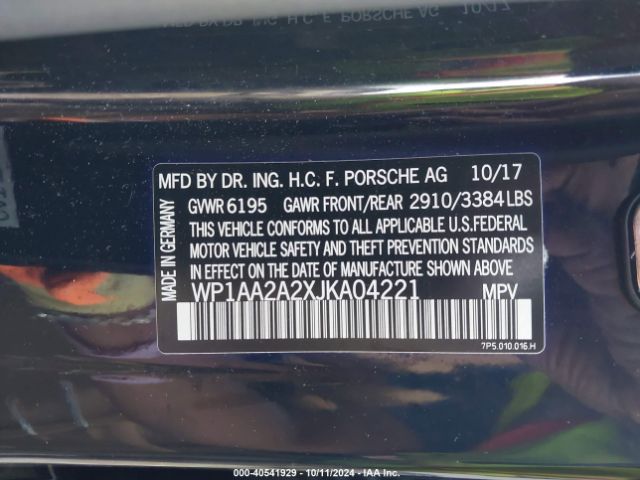 MFD BY DR. ING. H.C. F. PORSCHE AG 10/17
GVWR 6195 GAWR FRONT/REAR 2910/3384 LBS
THIS VEHICLE CONFORMS TO ALL APPLICABLE U.S. FEDERAL
MOTOR VEHICLE SAFETY AND THEFT PREVENTION STANDARDS
IN EFFECT ON THE DATE OF MANUFACTURE SHOWN ABOVE
WP1AA2A2XJKA04221 MPV
7P5.010.016.H
MADE IN GERMANY
000-40541929 - 10/11/2024 - IAA Inc.